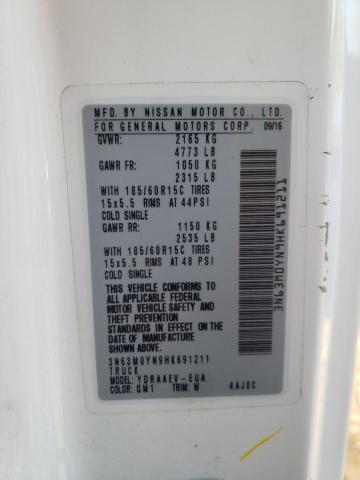 MFD. BY NISSAN MOTOR CO., LTD.
FOR GENERAL MOTORS CORP. 09/16
GVWR: 2165 KG
4773 LB
GAWR FR: 1050 KG
2315 LB
WITH 185/60R15C TIRES
15x5.5 RIMS AT 44PSI
COLD SINGLE
GAWR RR: 1150 KG
2535 LB
WITH 185/60R15C TIRES
15x5.5 RIMS AT 48 PSI
COLD SINGLE
THIS VEHICLE CONFORMS TO ALL
APPLICABLE FEDERAL MOTOR
VEHICLE SAFETY AND BUMPER
AND THEFT PREVENTION
STANDARDS IN EFFECT ON THE
DATE OF MANUFACTURE
SHOWN ABOVE.
3N63M0YN9HK691211
TRUCK
MODEL: YDRAAEV-EUA
COLOR: QM1 TRIM: W 4AJ0C
3N63M0YN9HK691211